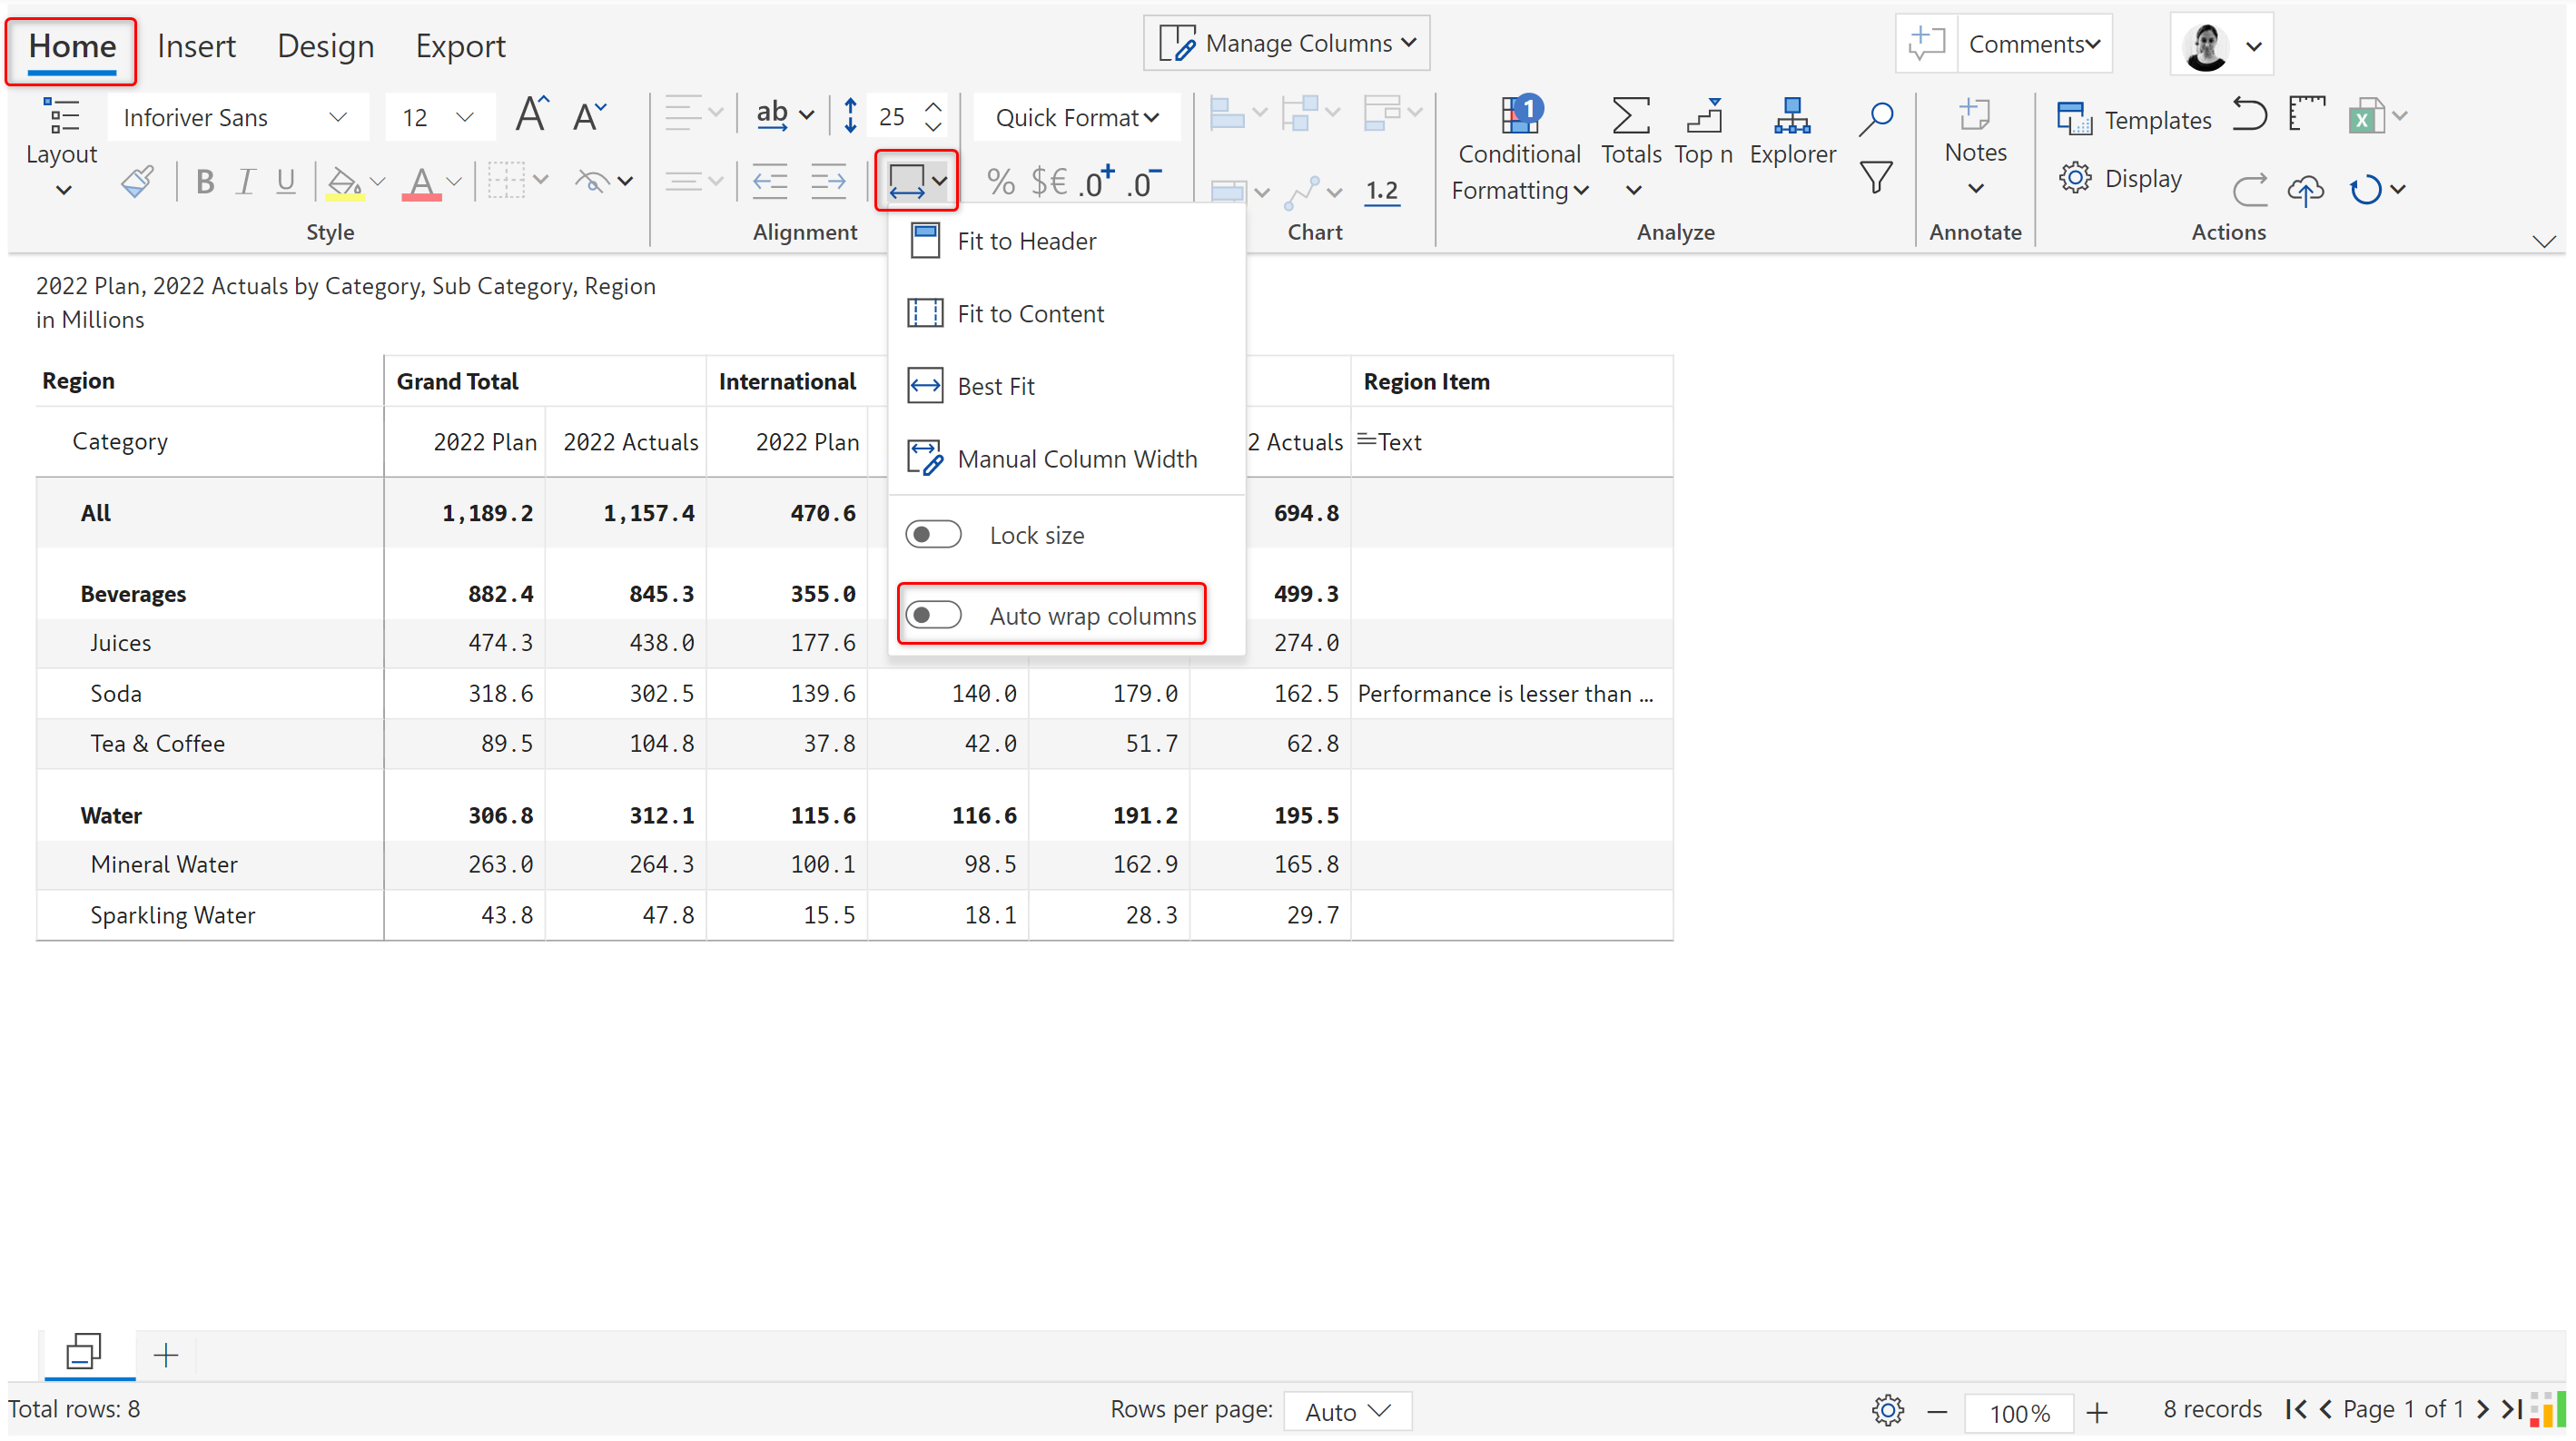 Home Insert Design Export Manage Columns Comments
Inforiver Sans 12 ab 25 Quick Format 1 Templates
Layout Conditional Formatting Totals Top n Explorer Notes Display
B I U A % $€ .0+ .0- 1.2
Style Alignment Chart Analyze Annotate Actions
Fit to Header
Fit to Content
Best Fit
Manual Column Width
Lock size
Auto wrap columns
2022 Plan, 2022 Actuals by Category, Sub Category, Region
in Millions
Region Grand Total International Region Item
Category 2022 Plan 2022 Actuals 2022 Plan 2 Actuals Text
All 1,189.2 1,157.4 470.6 694.8
Beverages 882.4 845.3 355.0 499.3
Juices 474.3 438.0 177.6 274.0
Soda 318.6 302.5 139.6 140.0 179.0 162.5 Performance is lesser than ...
Tea & Coffee 89.5 104.8 37.8 42.0 51.7 62.8
Water 306.8 312.1 115.6 116.6 191.2 195.5
Mineral Water 263.0 264.3 100.1 98.5 162.9 165.8
Sparkling Water 43.8 47.8 15.5 18.1 28.3 29.7
Total rows: 8 Rows per page: Auto 100% 8 records Page 1 of 1